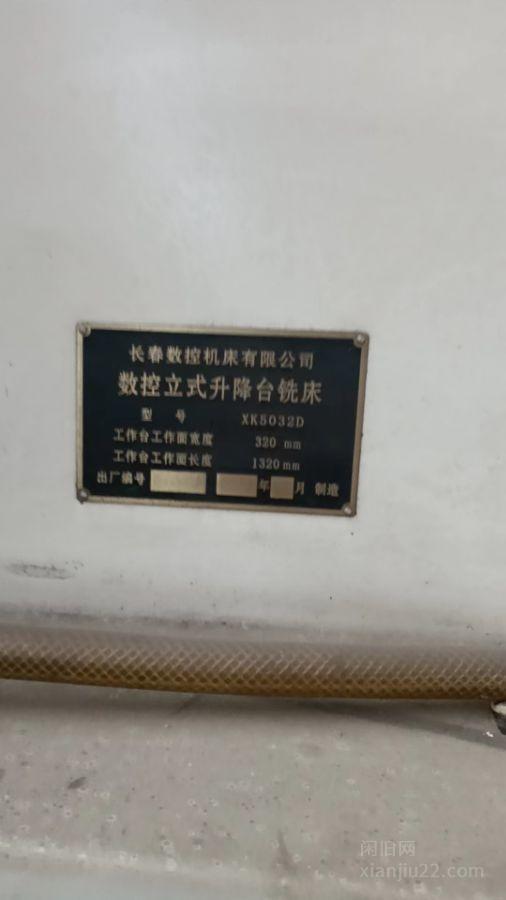 长春数控机床有限公司
数控立式升降台铣床
型 号 XK5032D
工作台工作面宽度 320 mm
工作台工作面长度 1320mm
出厂编号 年 月 制造
闲旧网
xianjiu22.com